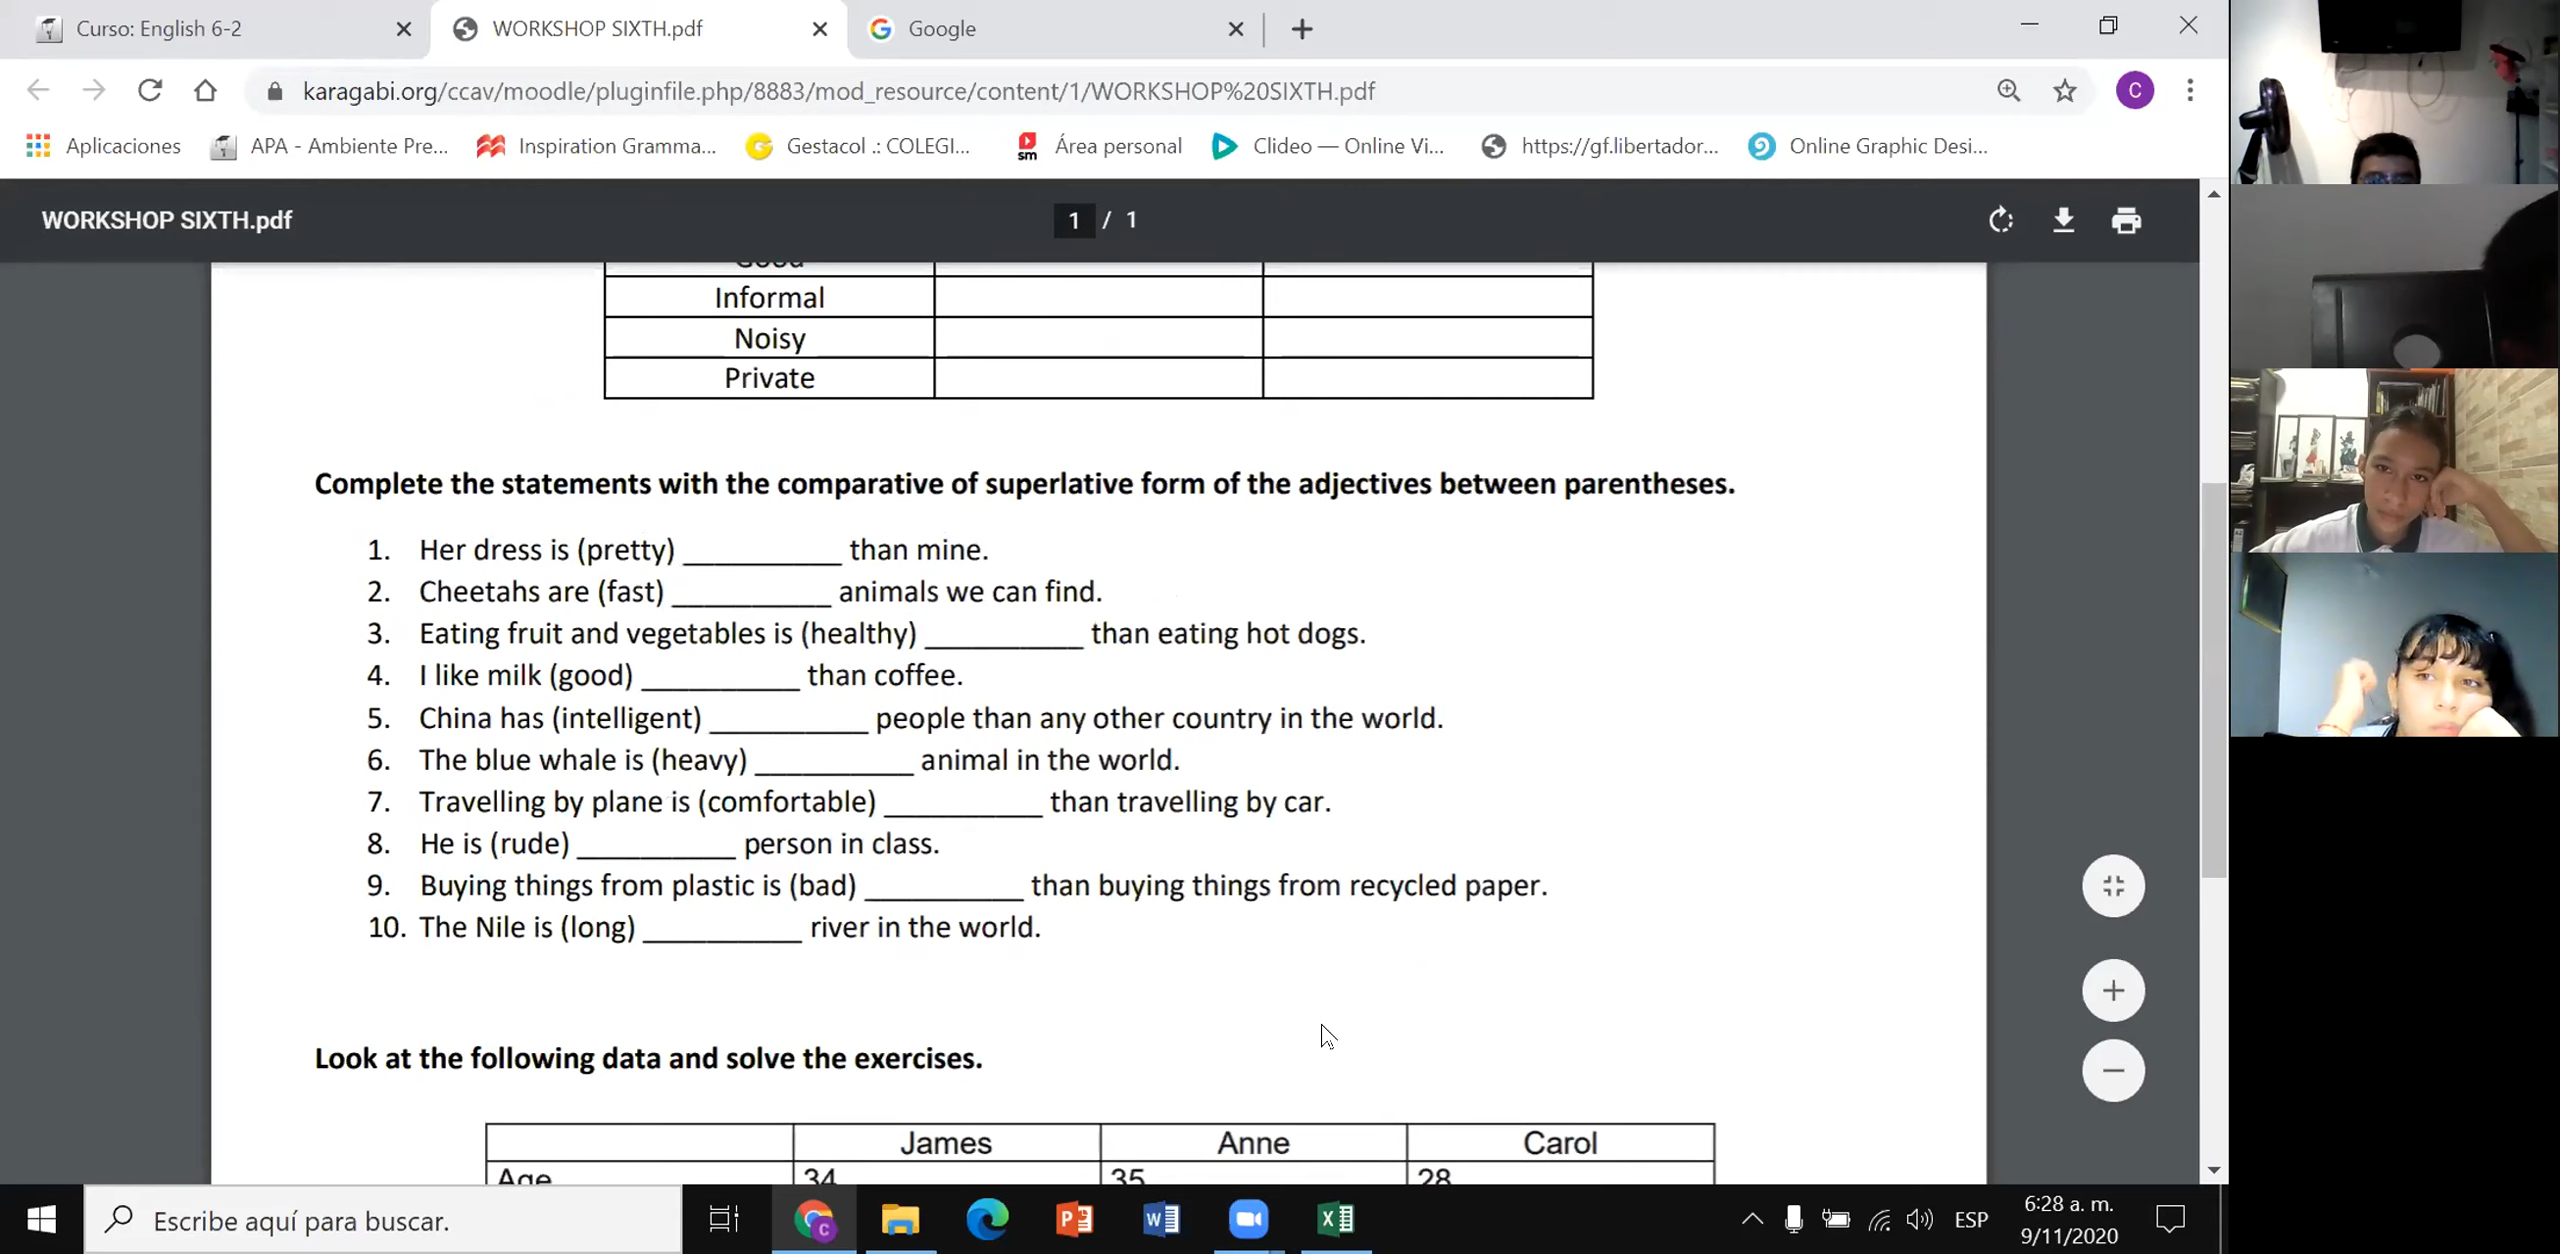 Curso: English 6-2
WORKSHOP SIXTH.pdf
Google
karagabi.org/ccav/moodle/pluginfile.php/8883/mod_resource/content/1/WORKSHOP%20SIXTH.pdf
C
Aplicaciones
APA - Ambiente Pre...
Inspiration Gramma...
Gestacol .: COLEGI...
sm
Área personal
Clideo — Online Vi...
https://gf.libertador...
Online Graphic Desi...
WORKSHOP SIXTH.pdf
1 / 1
Good
Informal
Noisy
Private
Complete the statements with the comparative of superlative form of the adjectives between parentheses.
1. Her dress is (pretty) __________ than mine.
2. Cheetahs are (fast) __________ animals we can find.
3. Eating fruit and vegetables is (healthy) __________ than eating hot dogs.
4. I like milk (good) __________ than coffee.
5. China has (intelligent) __________ people than any other country in the world.
6. The blue whale is (heavy) __________ animal in the world.
7. Travelling by plane is (comfortable) __________ than travelling by car.
8. He is (rude) __________ person in class.
9. Buying things from plastic is (bad) __________ than buying things from recycled paper.
10. The Nile is (long) __________ river in the world.
Look at the following data and solve the exercises.
James Anne Carol
Age 34 35 28
Escribe aquí para buscar.
ESP
6:28 a. m.
9/11/2020